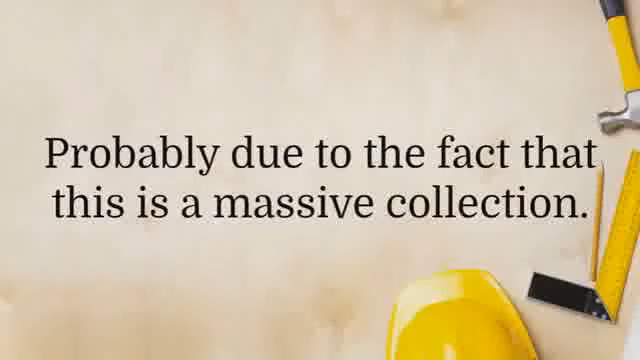 Probably due to the fact that
this is a massive collection.